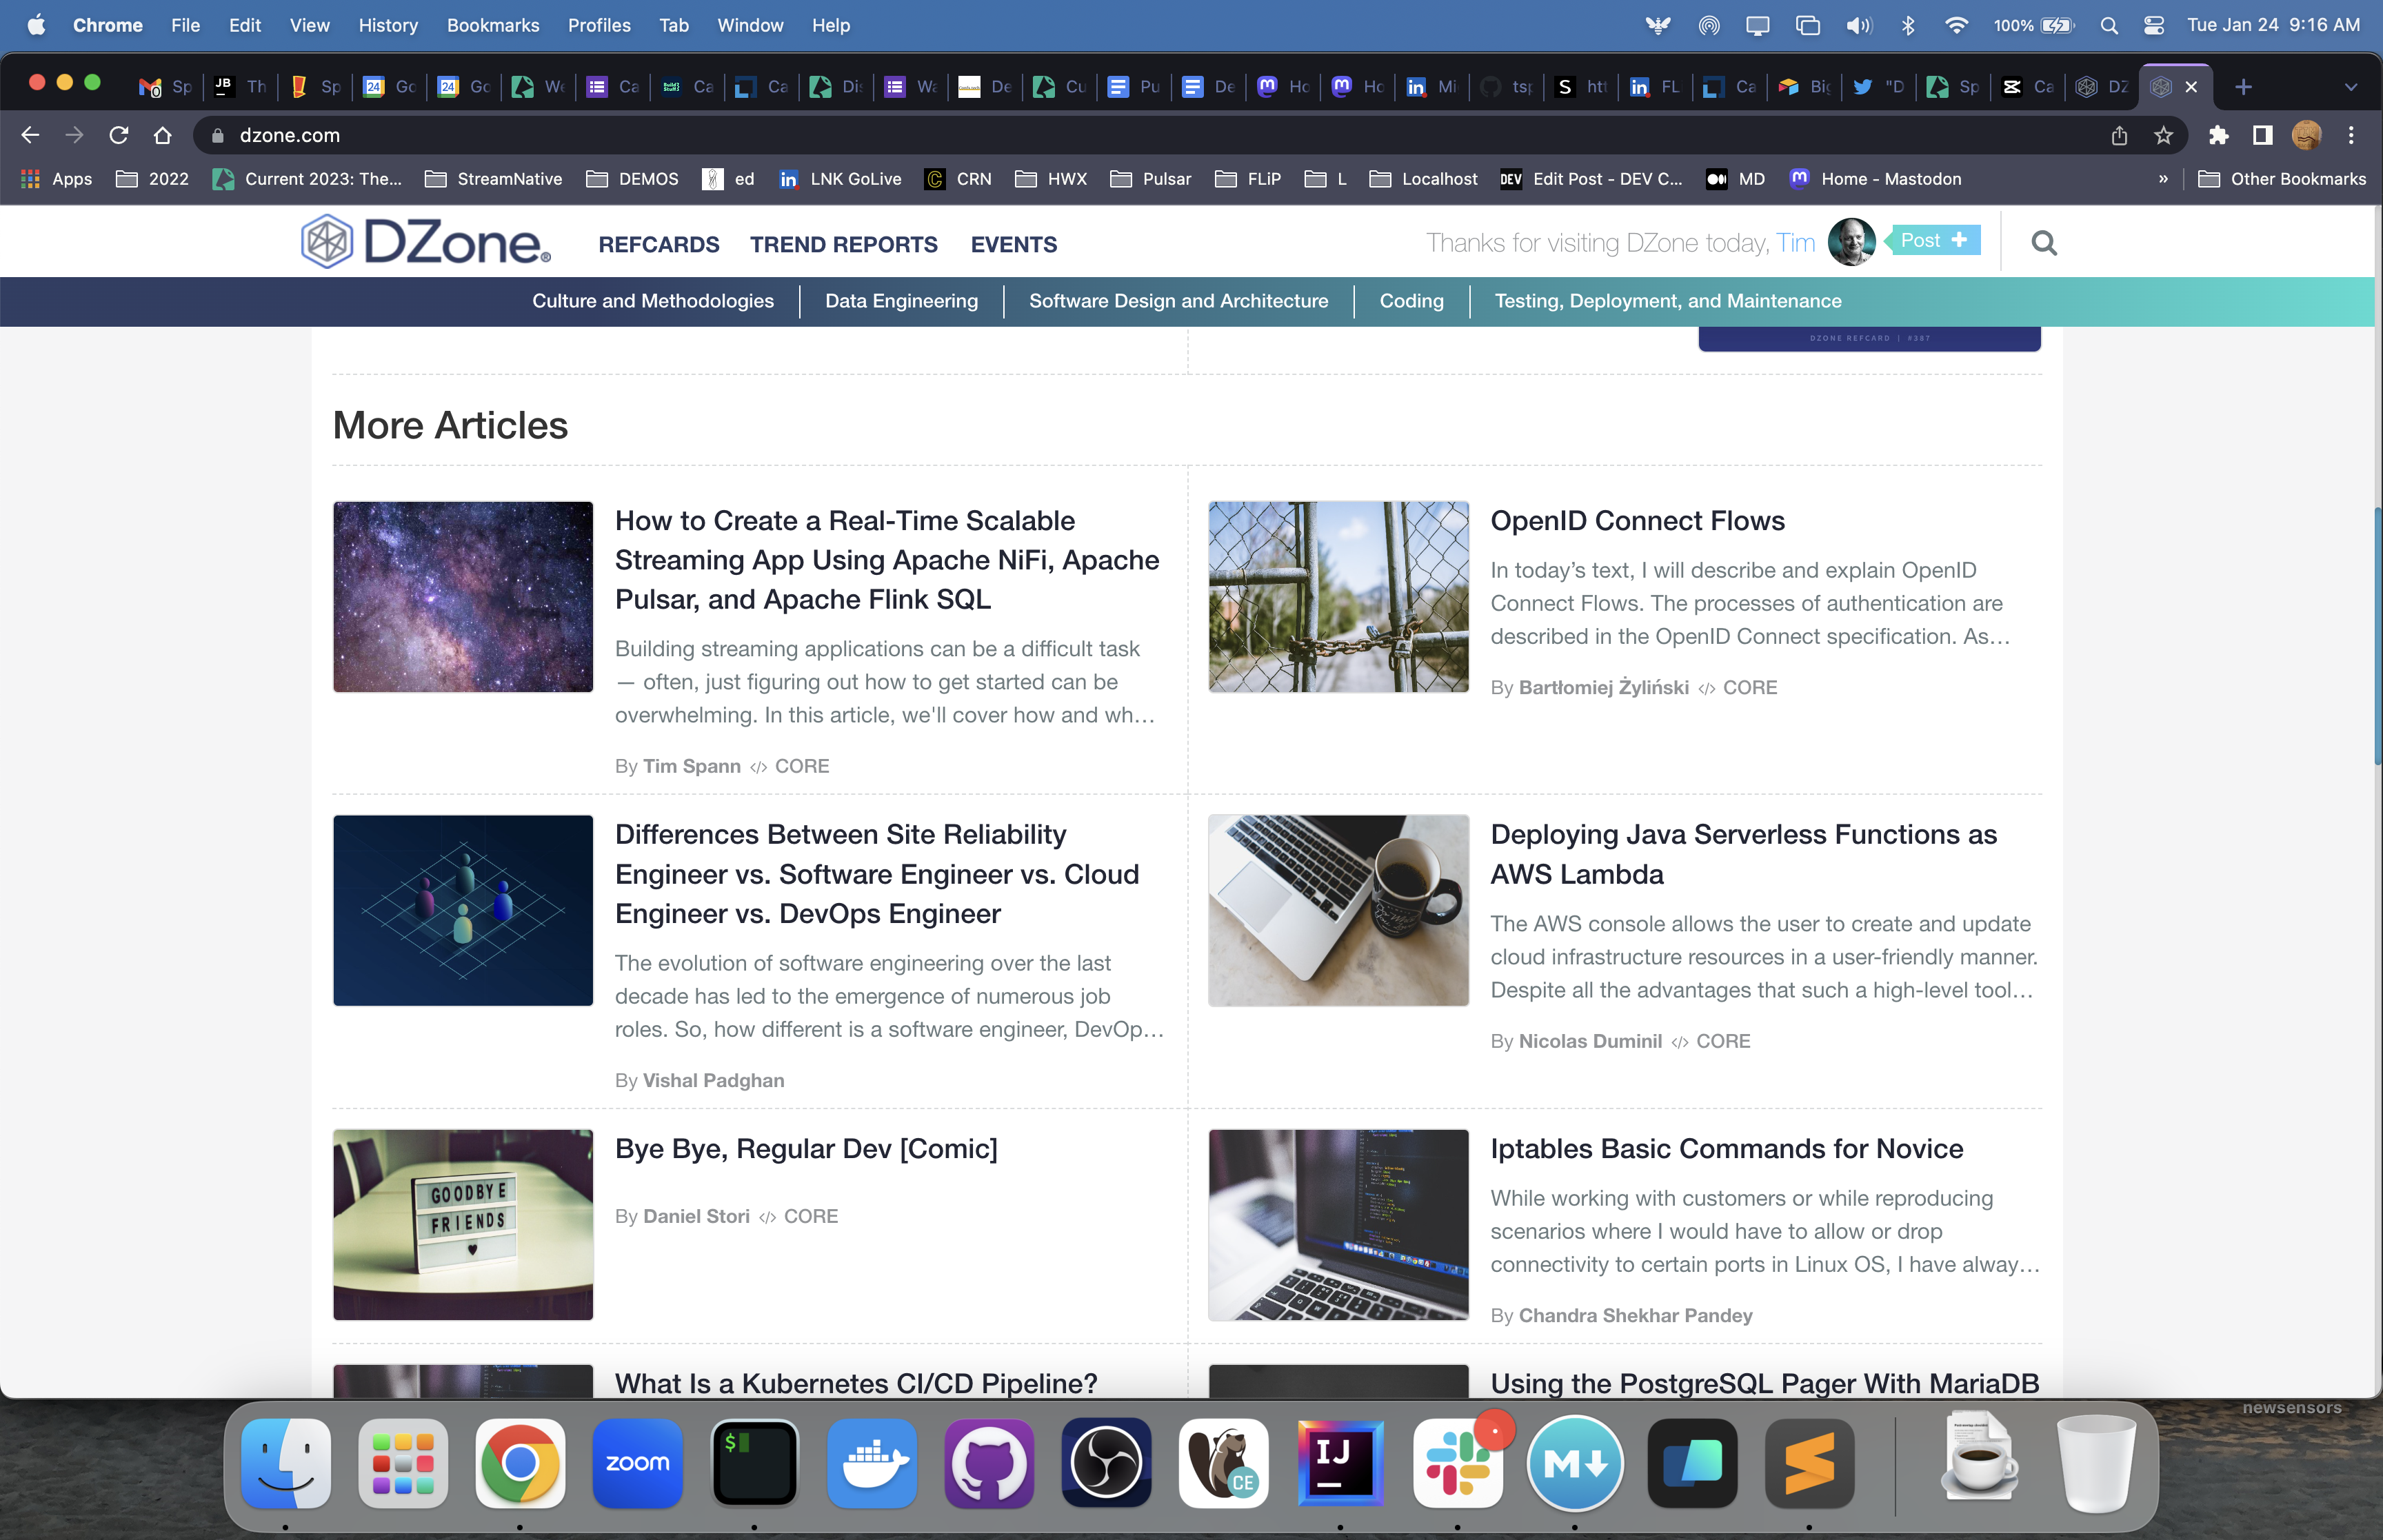 Chrome File Edit View History Bookmarks Profiles Tab Window Help 100% Tue Jan 24 9:16 AM
Sp Th Sp Go Go We Ca Ca Ca Dis Wa De Cu Pu De Ho Ho Mi tsp htt FL Ca Big "D Sp Ca DZ
dzone.com
Apps 2022 Current 2023: The... StreamNative DEMOS ed LNK GoLive CRN HWX Pulsar FLiP L Localhost Edit Post - DEV C... MD Home - Mastodon » Other Bookmarks
DZone® REFCARDS TREND REPORTS EVENTS Thanks for visiting DZone today, Tim Post +
Culture and Methodologies Data Engineering Software Design and Architecture Coding Testing, Deployment, and Maintenance
DZONE REFCARD | #387
More Articles
How to Create a Real-Time Scalable
Streaming App Using Apache NiFi, Apache
Pulsar, and Apache Flink SQL
Building streaming applications can be a difficult task
— often, just figuring out how to get started can be
overwhelming. In this article, we'll cover how and wh...
By Tim Spann </> CORE
OpenID Connect Flows
In today’s text, I will describe and explain OpenID
Connect Flows. The processes of authentication are
described in the OpenID Connect specification. As...
By Bartłomiej Żyliński </> CORE
Differences Between Site Reliability
Engineer vs. Software Engineer vs. Cloud
Engineer vs. DevOps Engineer
The evolution of software engineering over the last
decade has led to the emergence of numerous job
roles. So, how different is a software engineer, DevOp...
By Vishal Padghan
Deploying Java Serverless Functions as
AWS Lambda
The AWS console allows the user to create and update
cloud infrastructure resources in a user-friendly manner.
Despite all the advantages that such a high-level tool...
By Nicolas Duminil </> CORE
GOODBYE
FRIENDS
Bye Bye, Regular Dev [Comic]
By Daniel Stori </> CORE
Iptables Basic Commands for Novice
While working with customers or while reproducing
scenarios where I would have to allow or drop
connectivity to certain ports in Linux OS, I have alway...
By Chandra Shekhar Pandey
What Is a Kubernetes CI/CD Pipeline?
Using the PostgreSQL Pager With MariaDB
newsensors
zoom $ CE IJ M